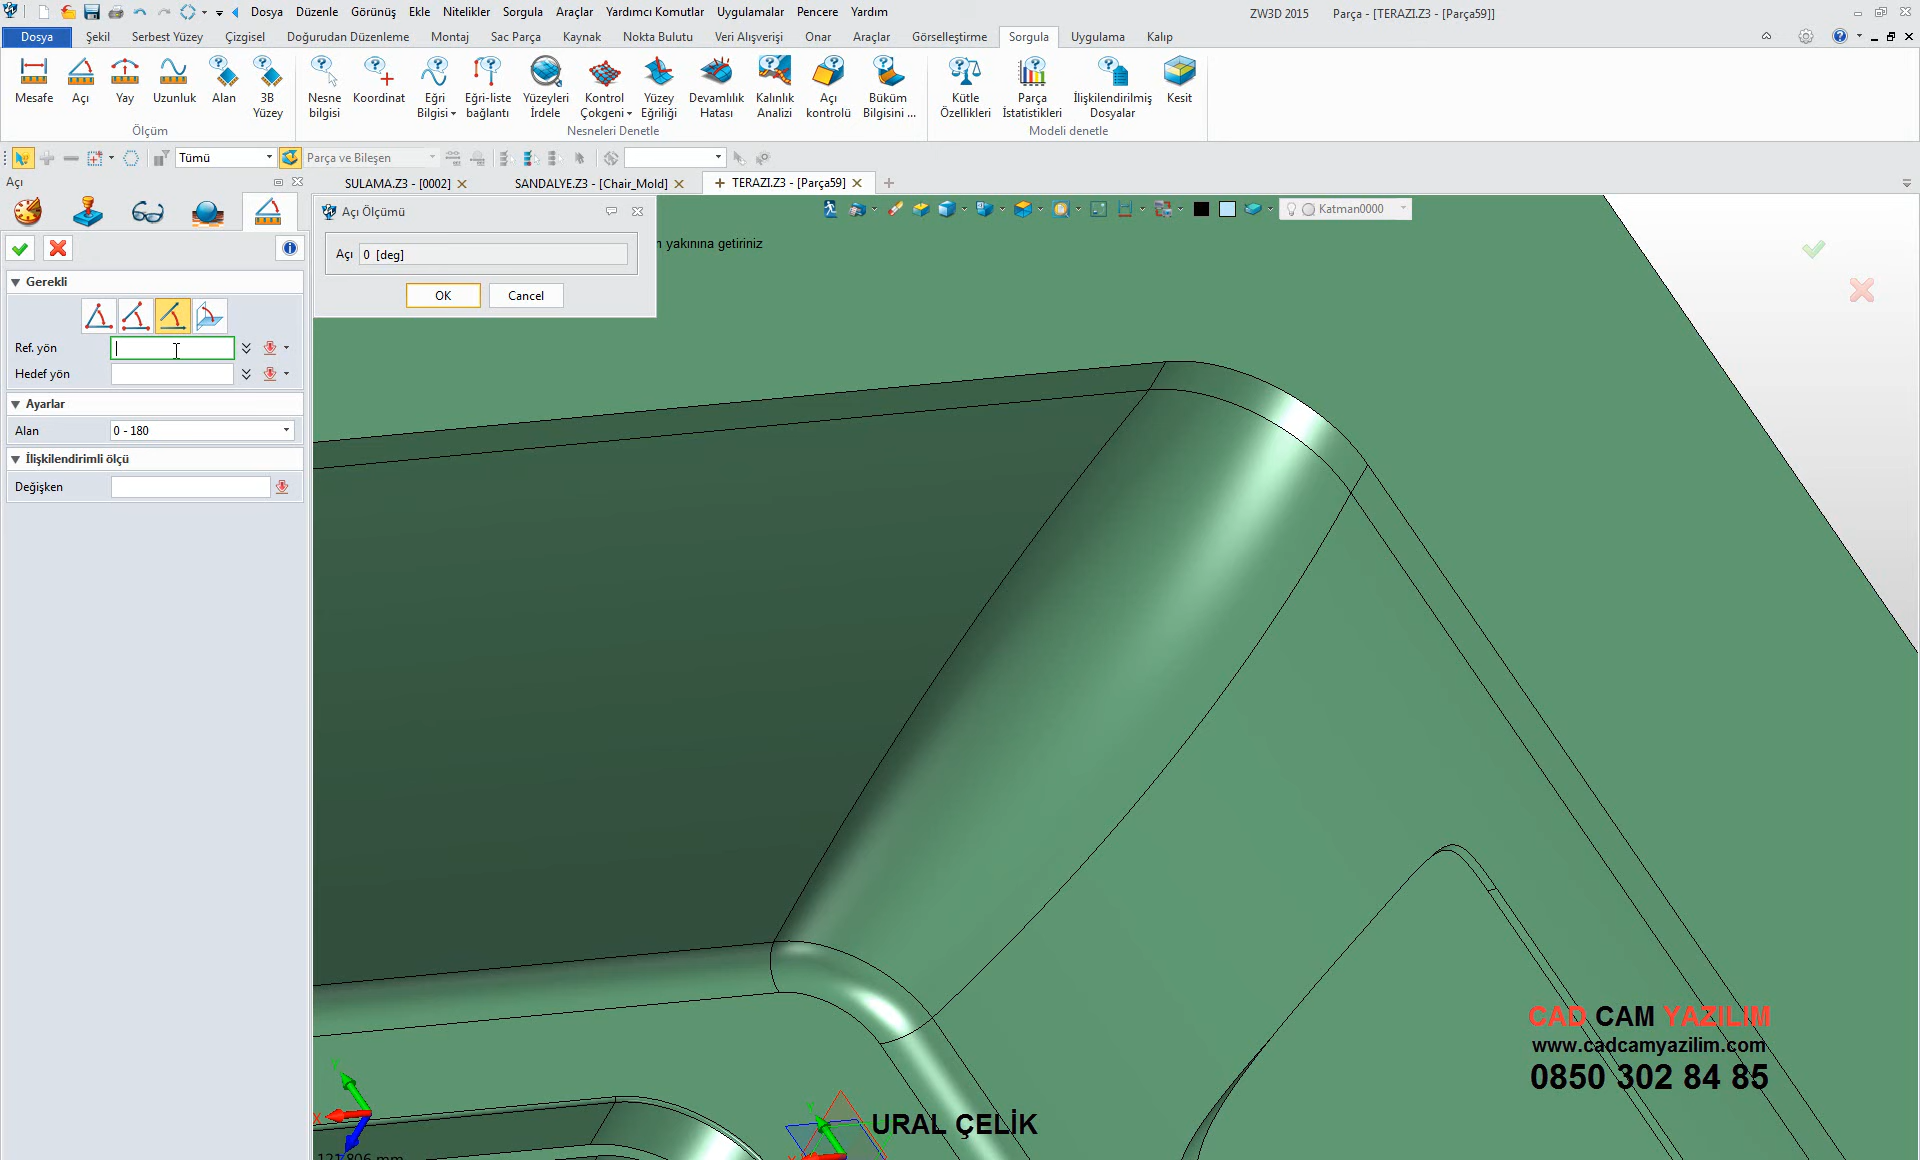 Dosya Düzenle Görünüş Ekle Nitelikler Sorgula Araçlar Yardımcı Komutlar Uygulamalar Pencere Yardım
ZW3D 2015 Parça - [TERAZI.Z3 - [Parça59]]
Dosya Şekil Serbest Yüzey Çizgisel Doğurudan Düzenleme Montaj Sac Parça Kaynak Nokta Bulutu Veri Alışverişi Onar Araçlar Görselleştirme Sorgula Uygulama Kalıp
Mesafe Açı Yay Uzunluk Alan 3B Yüzey
Ölçüm
Nesne bilgisi Koordinat Eğri Bilgisi Eğri-liste bağlantı Yüzeyleri İrdele Kontrol Çokgeni Yüzey Eğriliği Devamlılık Hatası Kalınlık Analizi Açı kontrolü Büküm Bilgisini ...
Nesneleri Denetle
Kütle Özellikleri Parça İstatistikleri İlişkilendirilmiş Dosyalar Kesit
Modeli denetle
Tümü
Parça ve Bileşen
Açı
SULAMA.Z3 - [0002] SANDALYE.Z3 - [Chair_Mold] TERAZI.Z3 - [Parça59]
Açı Ölçümü
Katman0000
n yakınına getiriniz
Açı 0 [deg]
OK Cancel
Gerekli
Ref. yön
Hedef yön
Ayarlar
Alan 0 - 180
İlişkilendirimli ölçü
Değişken
CAD CAM YAZILIM
www.cadcamyazilim.com
0850 302 84 85
URAL ÇELİK
Y
X
121.806 mm